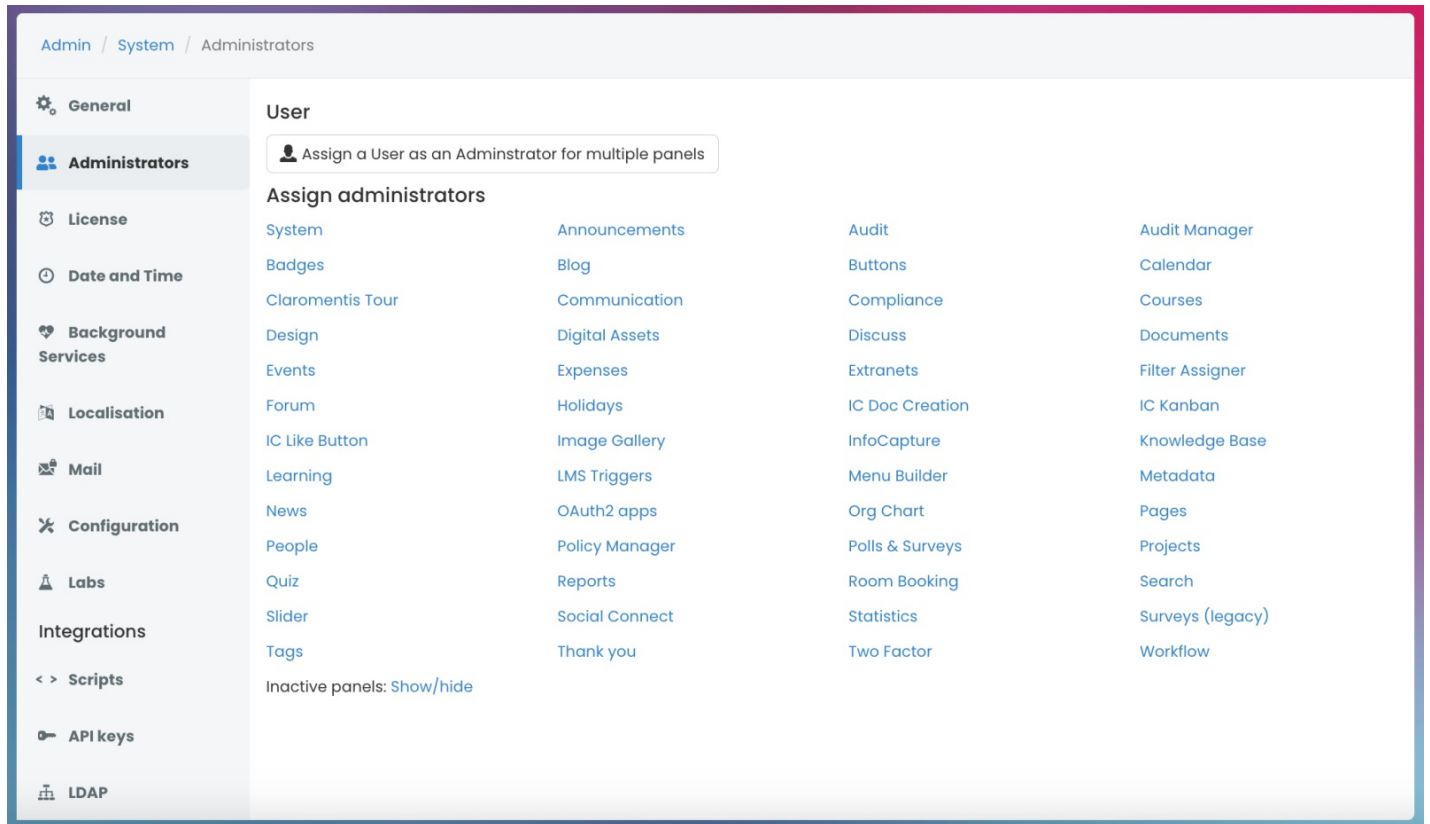 Admin / System / Administrators
General
Administrators
License
Date and Time
Background
Services
Localisation
Mail
Configuration
Labs
Integrations
< > Scripts
API keys
LDAP
User
Assign a User as an Adminstrator for multiple panels
Assign administrators
System Announcements Audit Audit Manager
Badges Blog Buttons Calendar
Claromentis Tour Communication Compliance Courses
Design Digital Assets Discuss Documents
Events Expenses Extranets Filter Assigner
Forum Holidays IC Doc Creation IC Kanban
IC Like Button Image Gallery InfoCapture Knowledge Base
Learning LMS Triggers Menu Builder Metadata
News OAuth2 apps Org Chart Pages
People Policy Manager Polls & Surveys Projects
Quiz Reports Room Booking Search
Slider Social Connect Statistics Surveys (legacy)
Tags Thank you Two Factor Workflow
Inactive panels: Show/hide